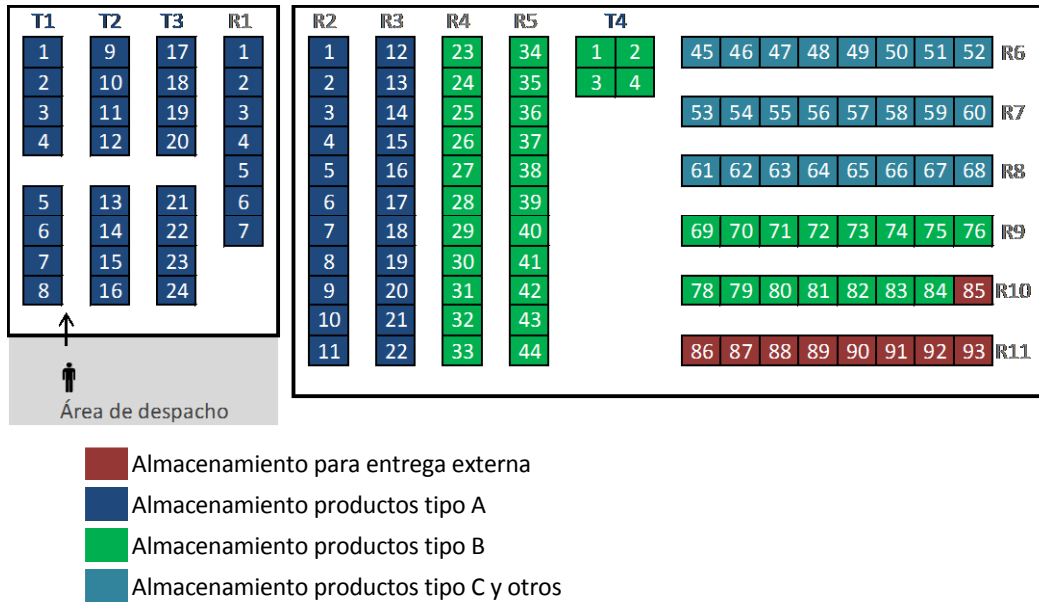 T1 T2 T3 R1 R2 R3 R4 R5 T4
1 9 17 1 1 12 23 34 1 2 45 46 47 48 49 50 51 52 R6
2 10 18 2 2 13 24 35 3 4
3 11 19 3 3 14 25 36 53 54 55 56 57 58 59 60 R7
4 12 20 4 4 15 26 37
5 5 16 27 38 61 62 63 64 65 66 67 68 R8
5 13 21 6 6 17 28 39
6 14 22 7 7 18 29 40 69 70 71 72 73 74 75 76 R9
7 15 23 8 19 30 41
8 16 24 9 20 31 42 78 79 80 81 82 83 84 85 R10
10 21 32 43
11 22 33 44 86 87 88 89 90 91 92 93 R11
Área de despacho
Almacenamiento para entrega externa
Almacenamiento productos tipo A
Almacenamiento productos tipo B
Almacenamiento productos tipo C y otros